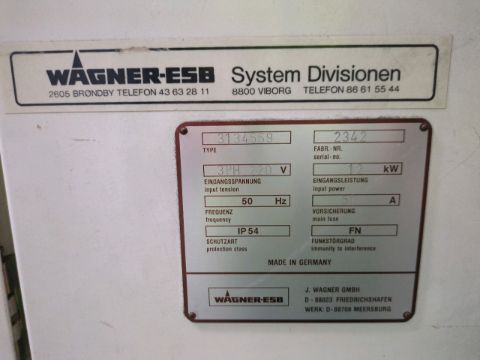 WAGNER-ESB System Divisionen
2605 BRØNDBY TELEFON 43 63 28 11 8800 VIBORG TELEFON 86 61 55 44
3134559 2342
TYPE FABR.-NR.
serial-no.
3PH 220 V 12 kW
EINGANGSSPANNUNG EINGANGSLEISTUNG
input tension input power
50 Hz A
FREQUENZ VORSICHERUNG
frequency main fuse
IP 54 FN
SCHUTZART FUNKSTÖRGRAD
protection class immunity to interference
MADE IN GERMANY
WAGNER-ESB
J. WAGNER GMBH
D-88023 FRIEDRICHSHAFEN
WERK: D-88709 MEERSBURG